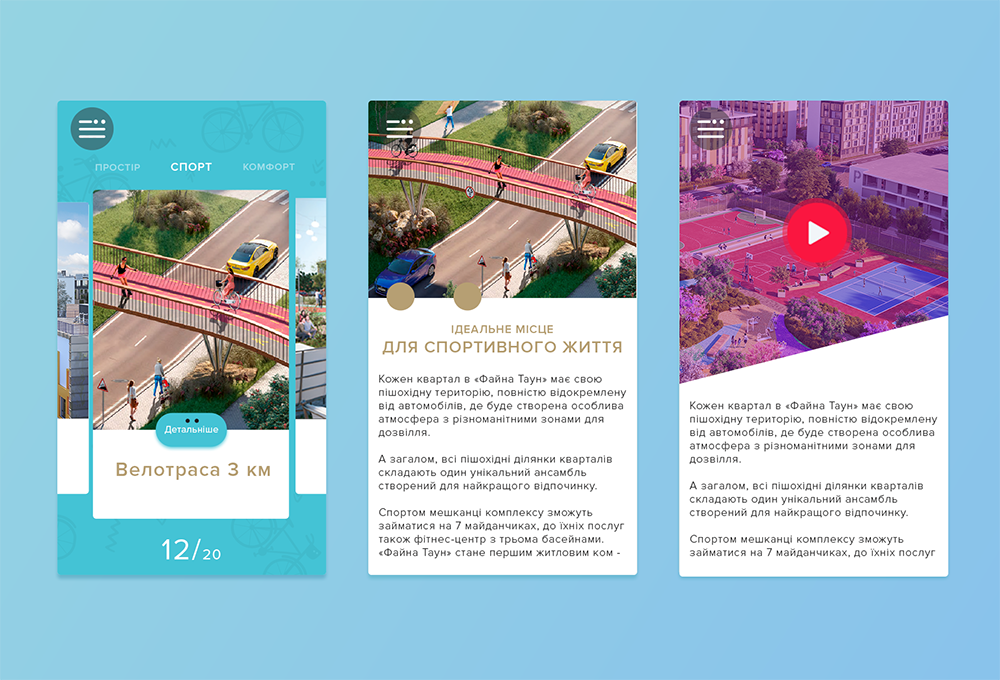 ПРОСТІР СПОРТ КОМФОРТ
Детальніше
Велотраса 3 км
12/20
ІДЕАЛЬНЕ МІСЦЕ
ДЛЯ СПОРТИВНОГО ЖИТТЯ
Кожен квартал в «Файна Таун» має свою
пішохідну територію, повністю відокремлену
від автомобілів, де буде створена особлива
атмосфера з різноманітними зонами для
дозвілля.
А загалом, всі пішохідні ділянки кварталів
складають один унікальний ансамбль
створений для найкращого відпочинку.
Спортом мешканці комплексу зможуть
займатися на 7 майданчиках, до їхніх послуг
також фітнес-центр з трьома басейнами.
«Файна Таун» стане першим житловим ком -
P
Кожен квартал в «Файна Таун» має свою
пішохідну територію, повністю відокремлену
від автомобілів, де буде створена особлива
атмосфера з різноманітними зонами для
дозвілля.
А загалом, всі пішохідні ділянки кварталів
складають один унікальний ансамбль
створений для найкращого відпочинку.
Спортом мешканці комплексу зможуть
займатися на 7 майданчиках, до їхніх послуг